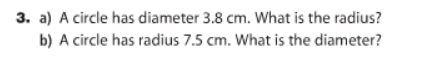 3. a) A circle has diameter 3.8 cm. What is the radius?
b) A circle has radius 7.5 cm. What is the diameter?